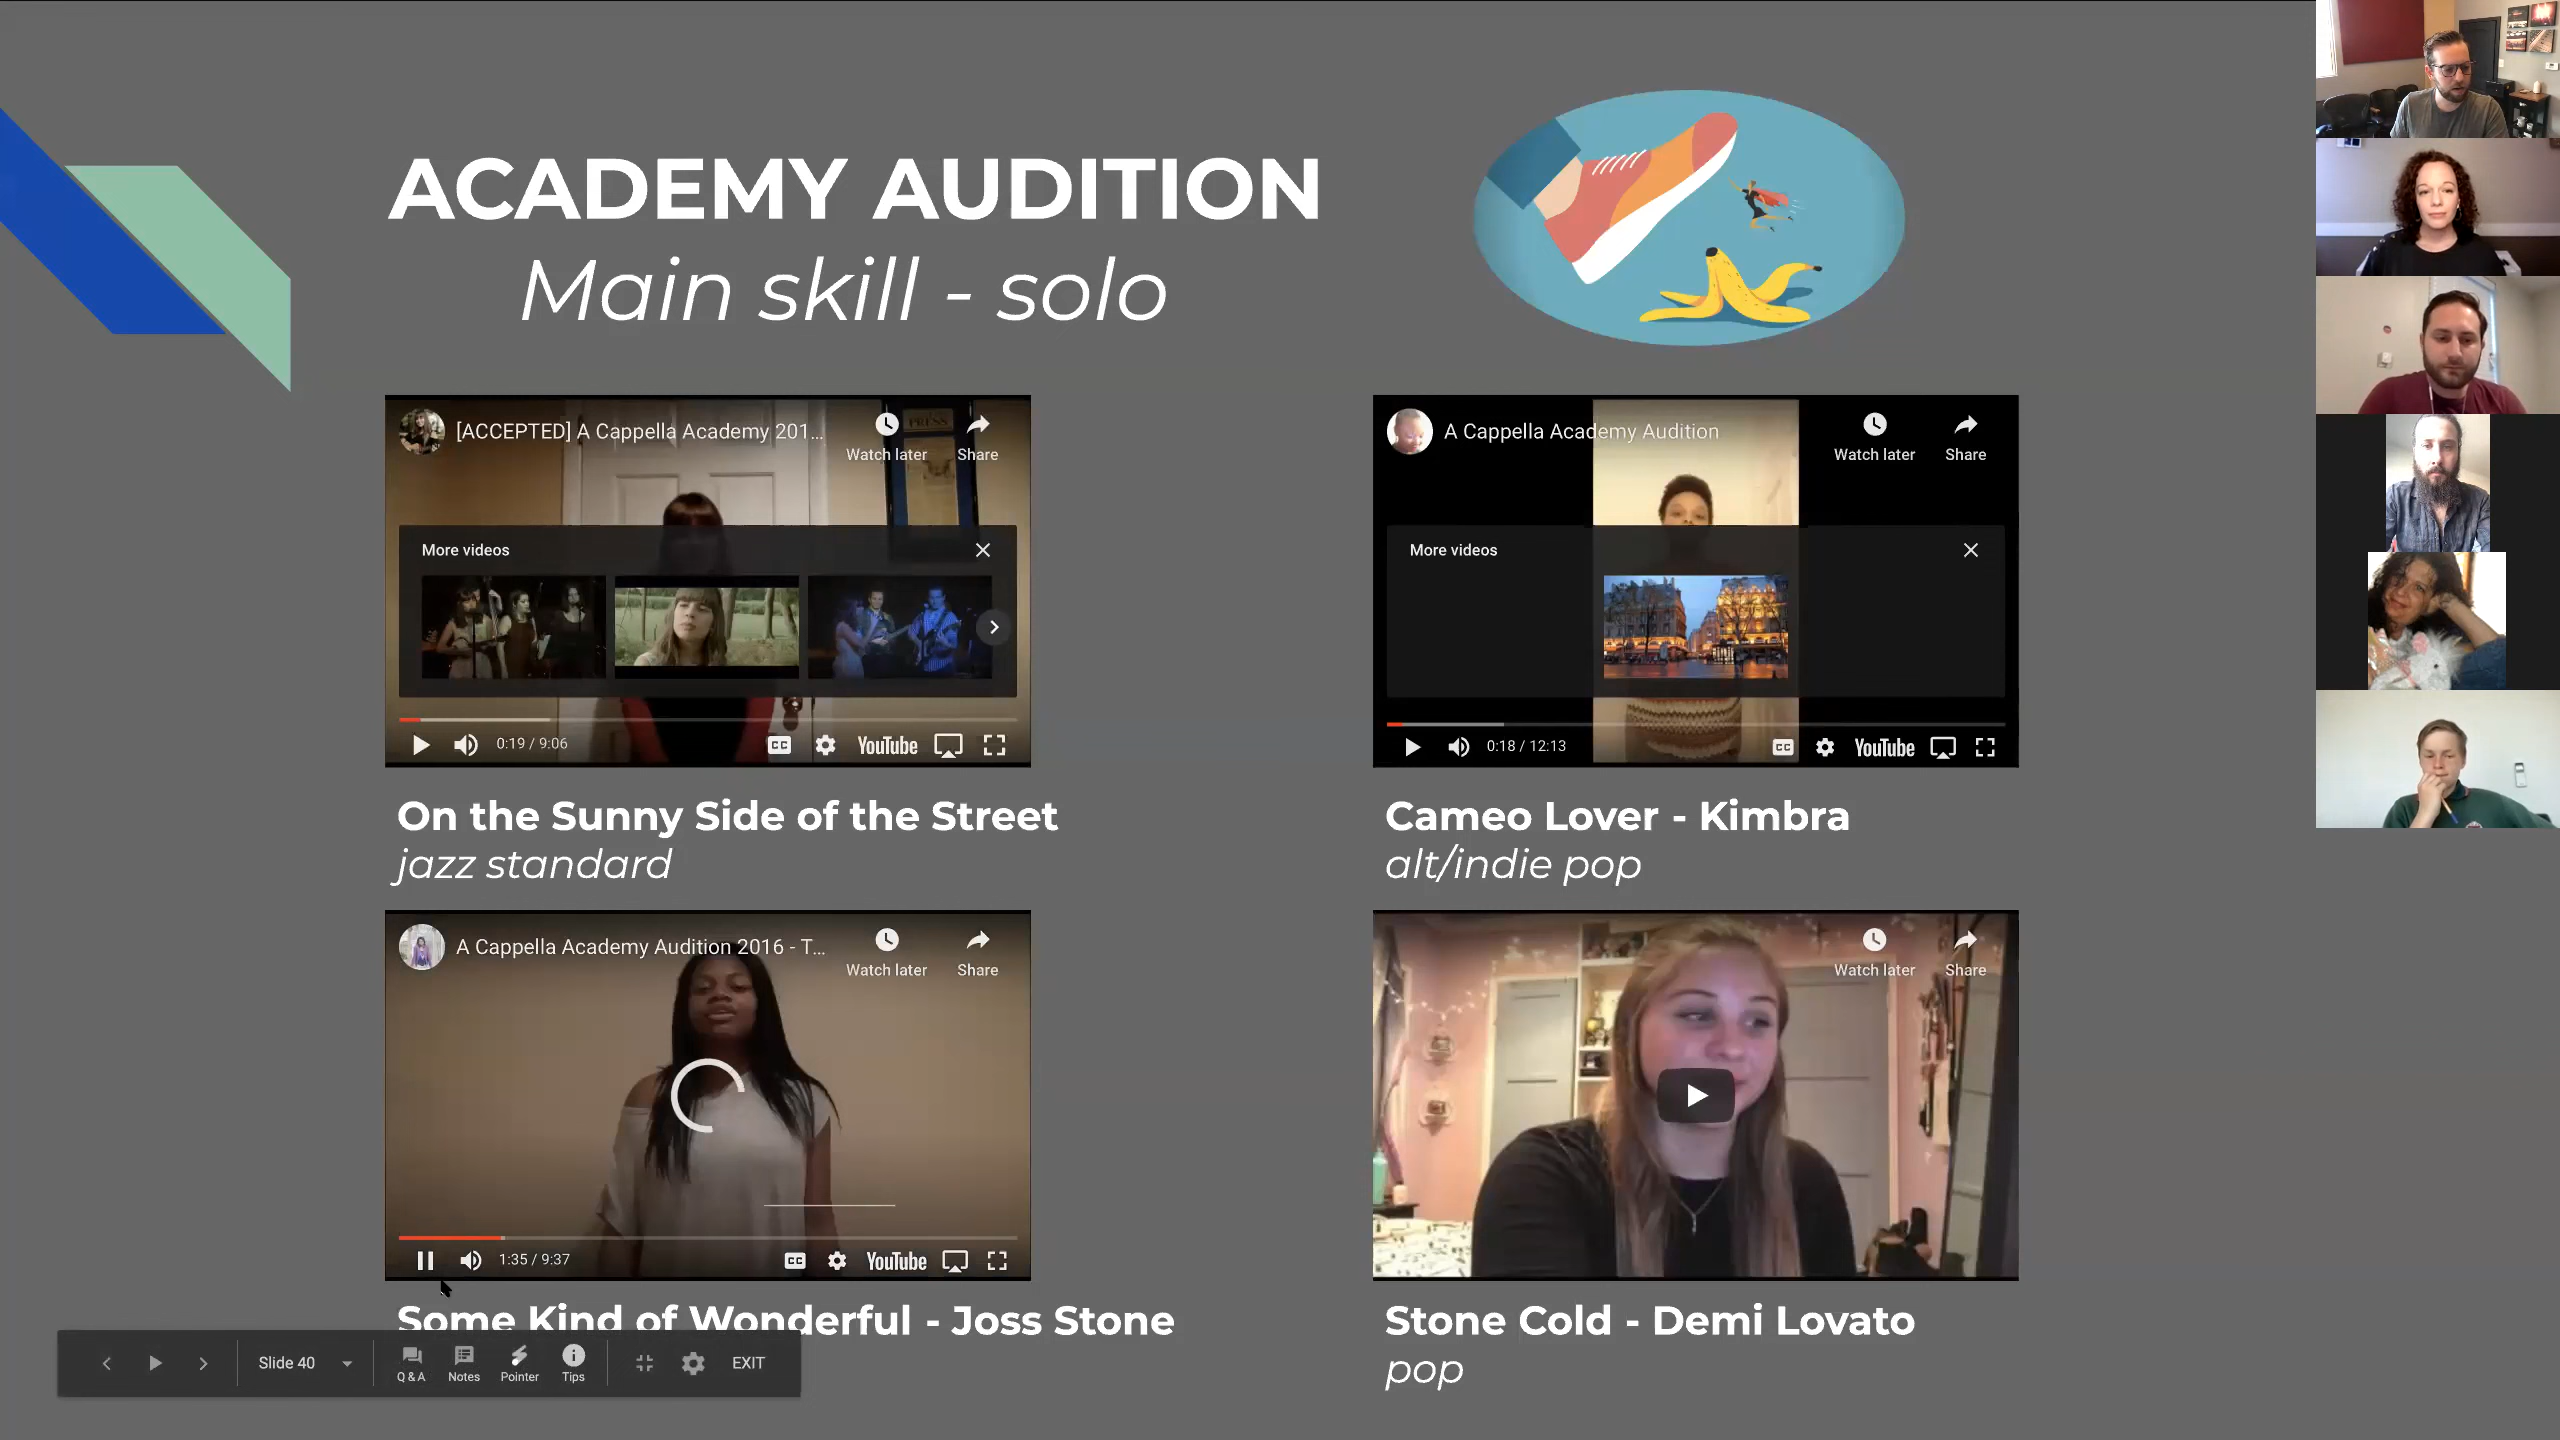 ACADEMY AUDITION
Main skill - solo
[ACCEPTED] A Cappella Academy 201...
Watch later
Share
PRESS
More videos
0:19 / 9:06
CC
YouTube
A Cappella Academy Audition
Watch later
Share
More videos
0:18 / 12:13
CC
YouTube
On the Sunny Side of the Street
jazz standard
Cameo Lover - Kimbra
alt/indie pop
A Cappella Academy Audition 2016 - T...
Watch later
Share
1:35 / 9:37
CC
YouTube
Watch later
Share
Some Kind of Wonderful - Joss Stone
Stone Cold - Demi Lovato
pop
Slide 40
Q & A
Notes
Pointer
Tips
EXIT